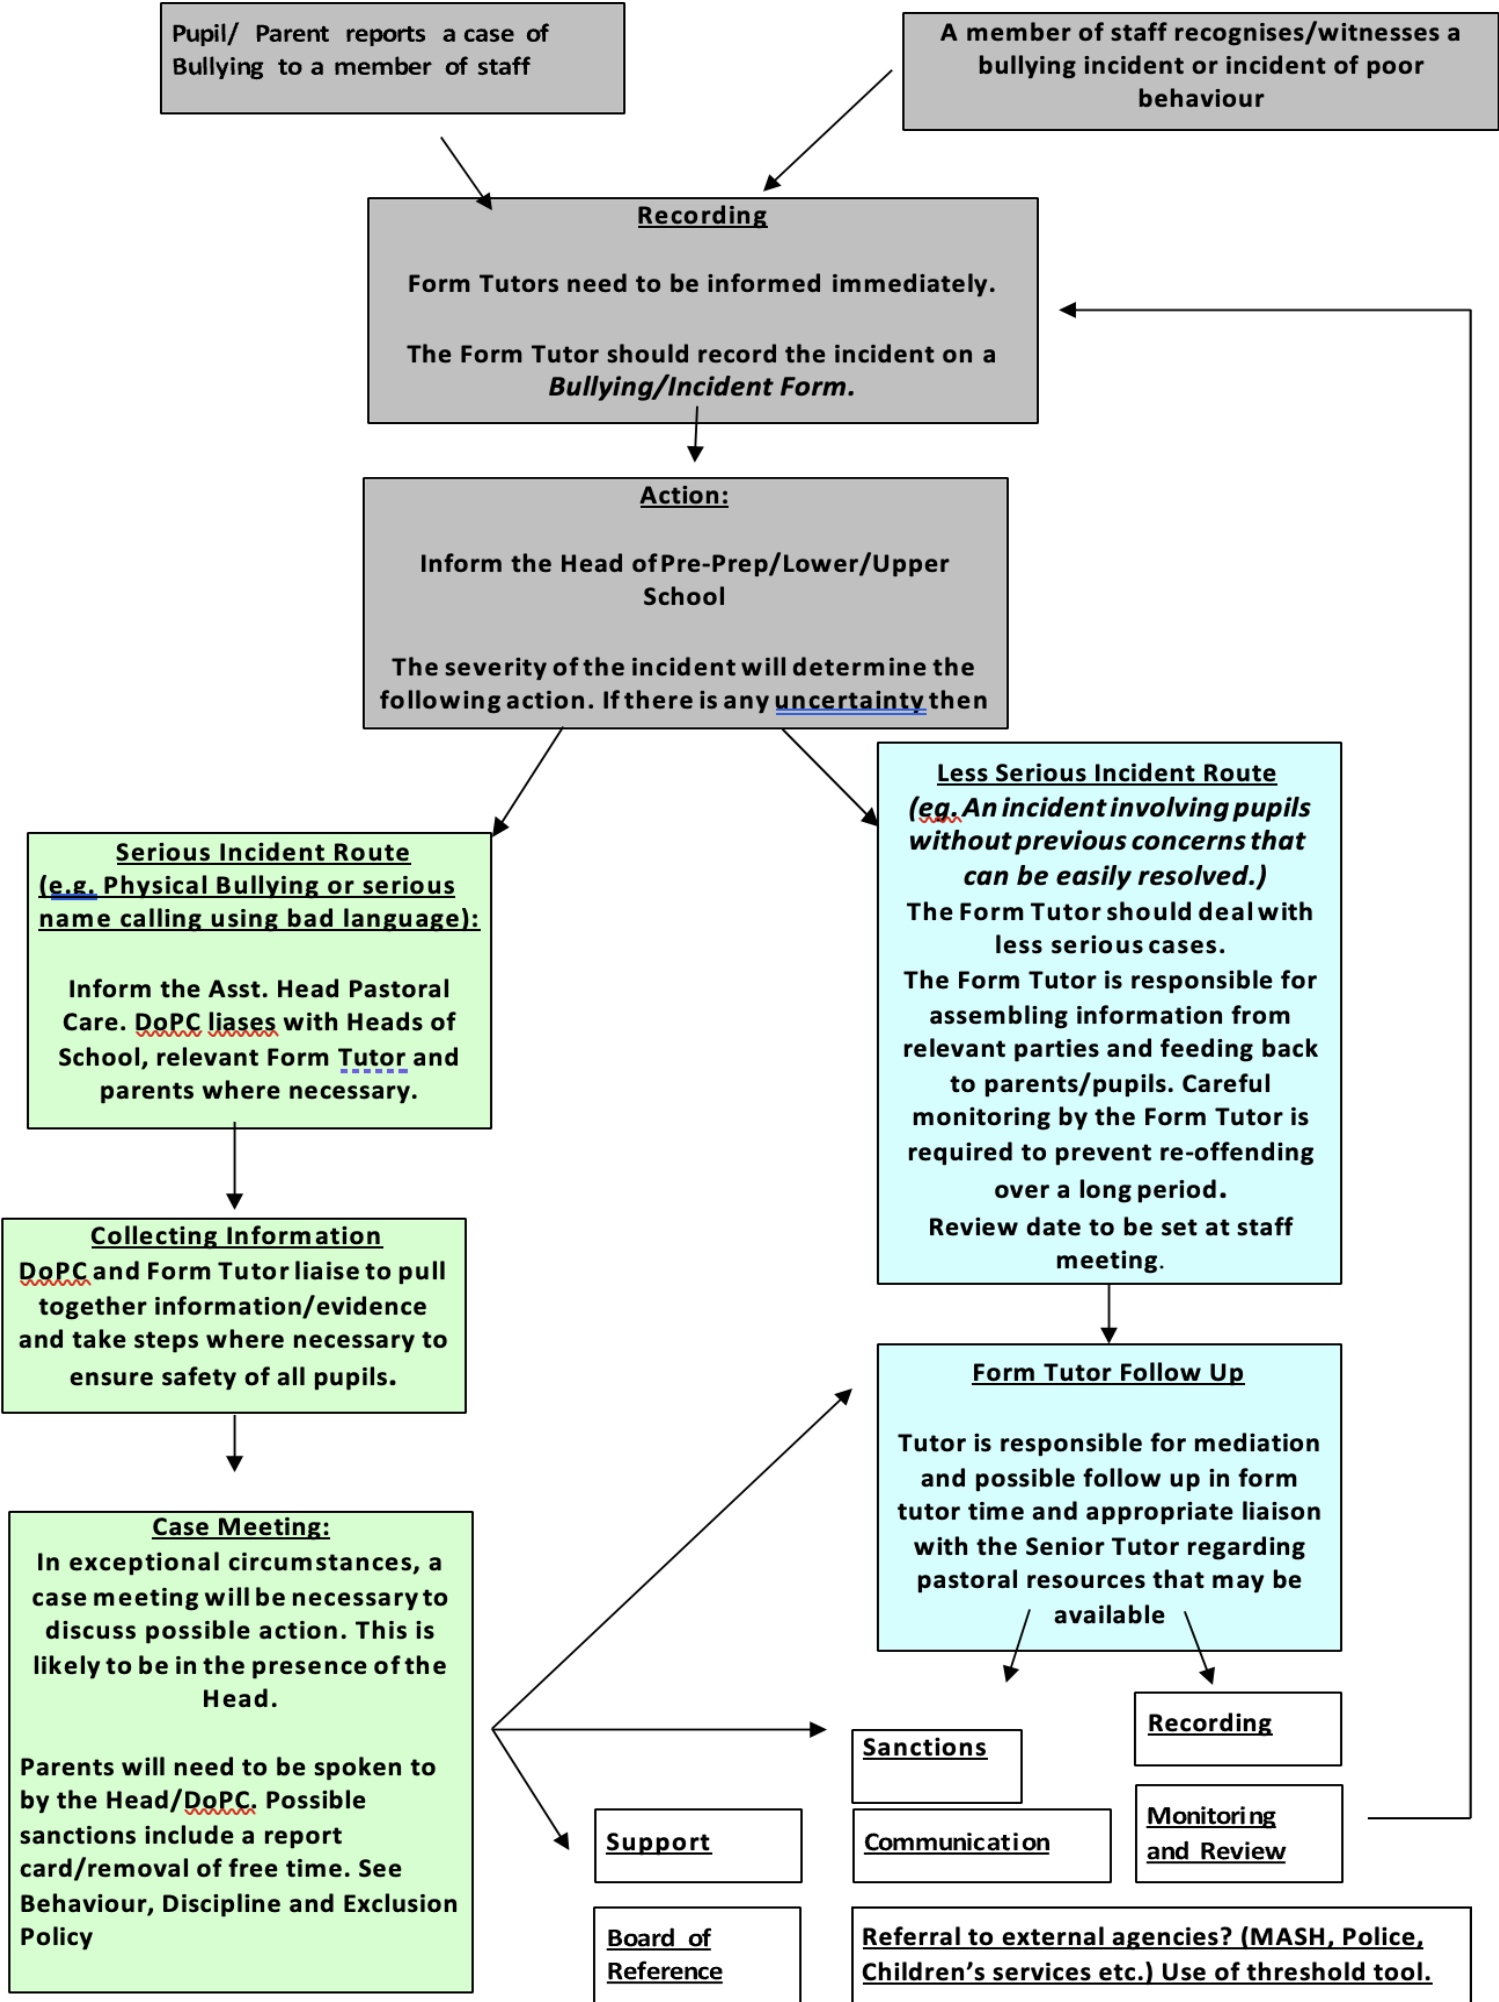 Pupil/ Parent reports a case of
Bullying to a member of staff
A member of staff recognises/witnesses a
bullying incident or incident of poor
behaviour
Recording
Form Tutors need to be informed immediately.
The Form Tutor should record the incident on a
Bullying/Incident Form.
Action:
Inform the Head of Pre-Prep/Lower/Upper
School
The severity of the incident will determine the
following action. If there is any uncertainty then
Serious Incident Route
(e.g. Physical Bullying or serious
name calling using bad language):
Inform the Asst. Head Pastoral
Care. DoPC liases with Heads of
School, relevant Form Tutor and
parents where necessary.
Collecting Information
DoPC and Form Tutor liaise to pull
together information/evidence
and take steps where necessary to
ensure safety of all pupils.
Case Meeting:
In exceptional circumstances, a
case meeting will be necessary to
discuss possible action. This is
likely to be in the presence of the
Head.
Parents will need to be spoken to
by the Head/DoPC. Possible
sanctions include a report
card/removal of free time. See
Behaviour, Discipline and Exclusion
Policy
Less Serious Incident Route
(eg. An incident involving pupils
without previous concerns that
can be easily resolved.)
The Form Tutor should deal with
less serious cases.
The Form Tutor is responsible for
assembling information from
relevant parties and feeding back
to parents/pupils. Careful
monitoring by the Form Tutor is
required to prevent re-offending
over a long period.
Review date to be set at staff
meeting.
Form Tutor Follow Up
Tutor is responsible for mediation
and possible follow up in form
tutor time and appropriate liaison
with the Senior Tutor regarding
pastoral resources that may be
available
Sanctions
Recording
Support
Communication
Monitoring
and Review
Board of
Reference
Referral to external agencies? (MASH, Police,
Children's services etc.) Use of threshold tool.